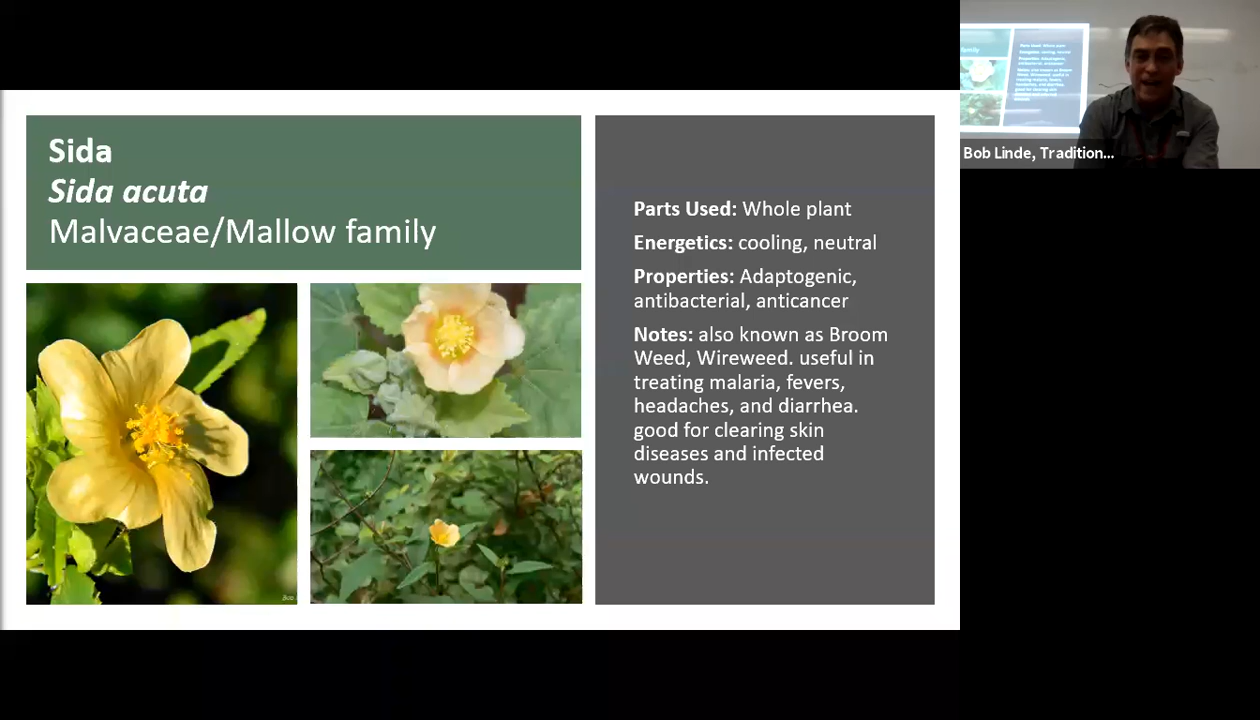 Sida
Sida acuta
Malvaceae/Mallow family
Parts Used: Whole plant
Energetics: cooling, neutral
Properties: Adaptogenic,
antibacterial, anticancer
Notes: also known as Broom
Weed, Wireweed. useful in
treating malaria, fevers,
headaches, and diarrhea.
good for clearing skin
diseases and infected
wounds.
Bob Linde, Tradition...